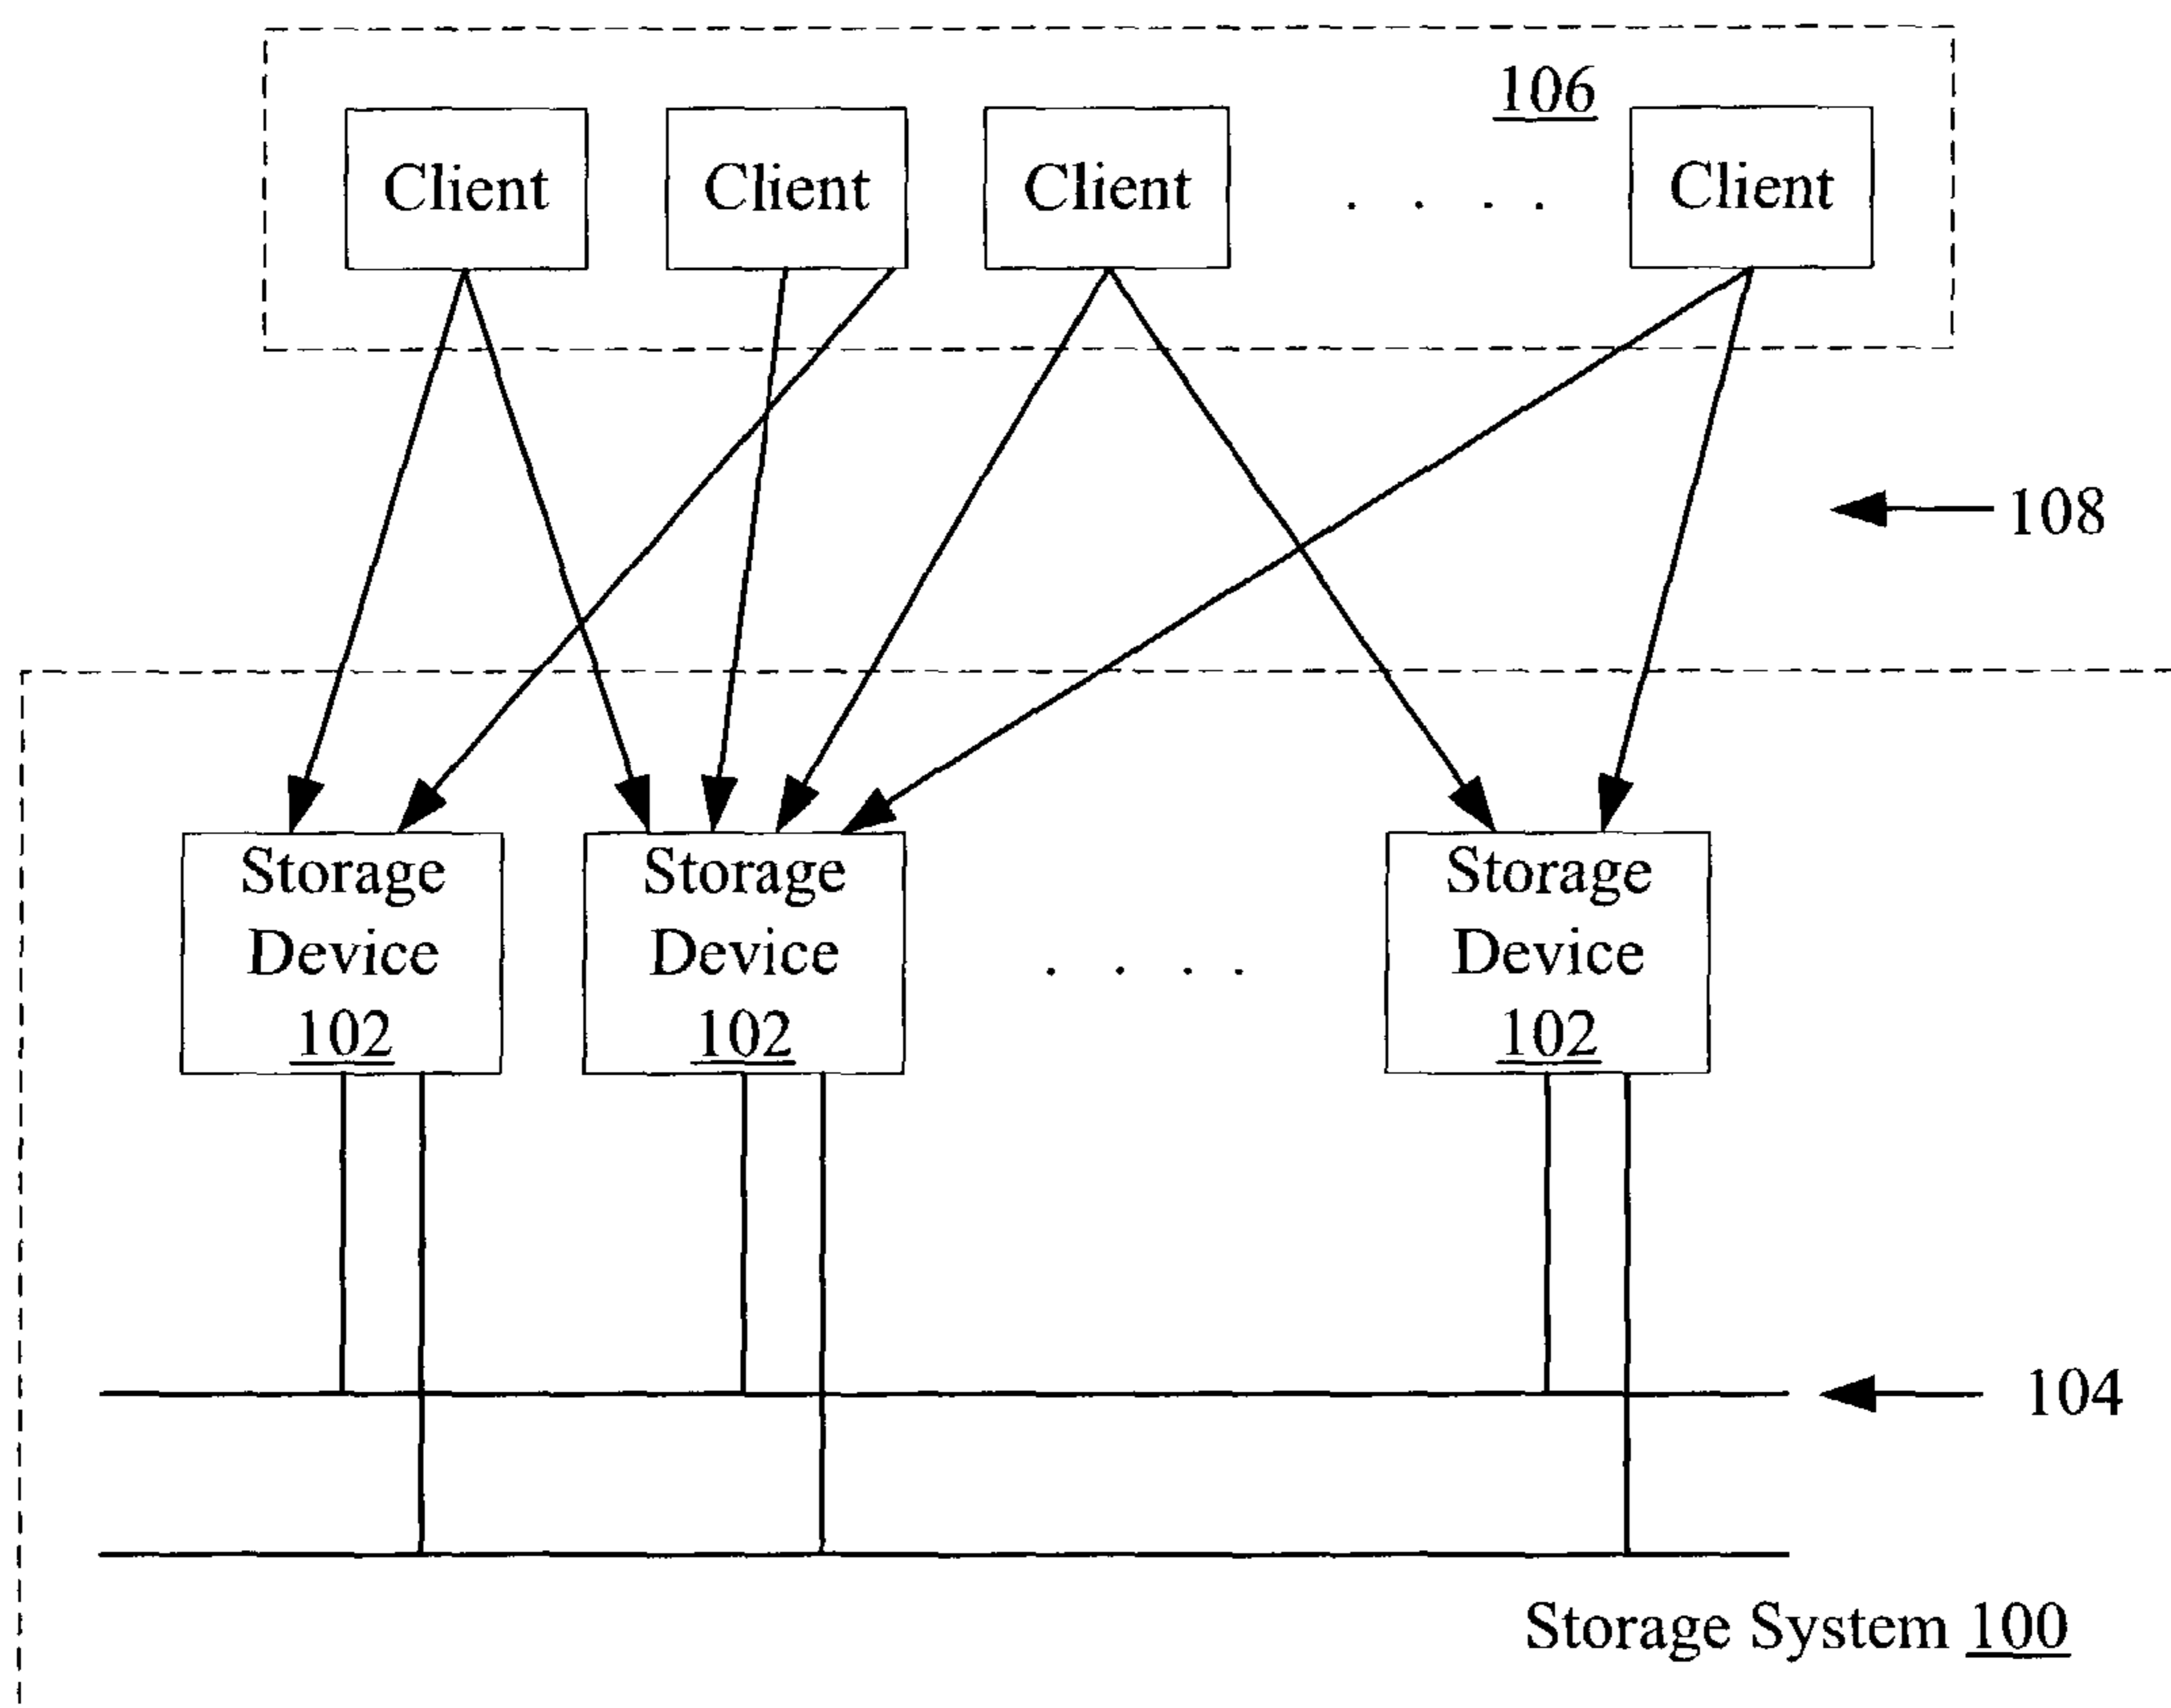 106
Client Client Client . . . . Client
108
Storage Storage Storage
Device Device . . . . Device
102 102 102
104
Storage System 100